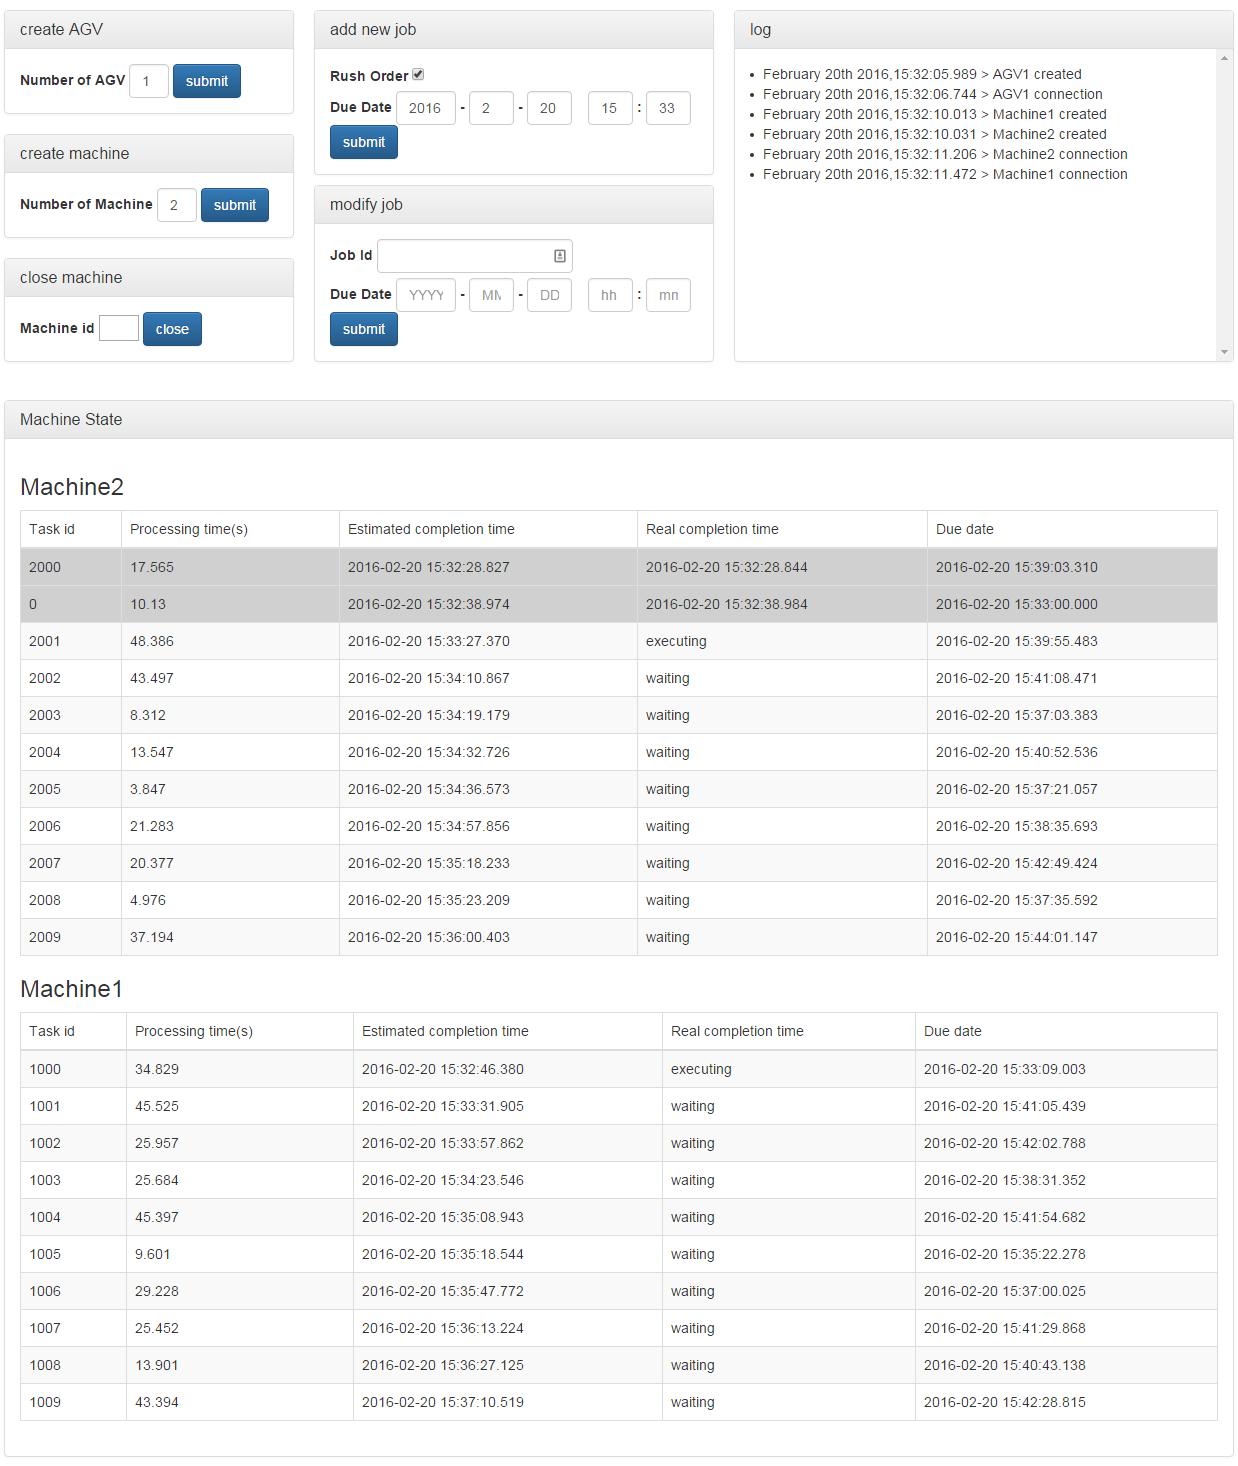 create AGV
Number of AGV 1 submit
create machine
Number of Machine 2 submit
close machine
Machine id close
add new job
Rush Order
Due Date 2016 - 2 - 20 15 : 33
submit
modify job
Job Id
Due Date YYYY - MM - DD hh : mm
submit
log
February 20th 2016,15:32:05.989 > AGV1 created
February 20th 2016,15:32:06.744 > AGV1 connection
February 20th 2016,15:32:10.013 > Machine1 created
February 20th 2016,15:32:10.031 > Machine2 created
February 20th 2016,15:32:11.206 > Machine2 connection
February 20th 2016,15:32:11.472 > Machine1 connection
Machine State
Machine2
Task id Processing time(s) Estimated completion time Real completion time Due date
2000 17.565 2016-02-20 15:32:28.827 2016-02-20 15:32:28.844 2016-02-20 15:39:03.310
0 10.13 2016-02-20 15:32:38.974 2016-02-20 15:32:38.984 2016-02-20 15:33:00.000
2001 48.386 2016-02-20 15:33:27.370 executing 2016-02-20 15:39:55.483
2002 43.497 2016-02-20 15:34:10.867 waiting 2016-02-20 15:41:08.471
2003 8.312 2016-02-20 15:34:19.179 waiting 2016-02-20 15:37:03.383
2004 13.547 2016-02-20 15:34:32.726 waiting 2016-02-20 15:40:52.536
2005 3.847 2016-02-20 15:34:36.573 waiting 2016-02-20 15:37:21.057
2006 21.283 2016-02-20 15:34:57.856 waiting 2016-02-20 15:38:35.693
2007 20.377 2016-02-20 15:35:18.233 waiting 2016-02-20 15:42:49.424
2008 4.976 2016-02-20 15:35:23.209 waiting 2016-02-20 15:37:35.592
2009 37.194 2016-02-20 15:36:00.403 waiting 2016-02-20 15:44:01.147
Machine1
Task id Processing time(s) Estimated completion time Real completion time Due date
1000 34.829 2016-02-20 15:32:46.380 executing 2016-02-20 15:33:09.003
1001 45.525 2016-02-20 15:33:31.905 waiting 2016-02-20 15:41:05.439
1002 25.957 2016-02-20 15:33:57.862 waiting 2016-02-20 15:42:02.788
1003 25.684 2016-02-20 15:34:23.546 waiting 2016-02-20 15:38:31.352
1004 45.397 2016-02-20 15:35:08.943 waiting 2016-02-20 15:41:54.682
1005 9.601 2016-02-20 15:35:18.544 waiting 2016-02-20 15:35:22.278
1006 29.228 2016-02-20 15:35:47.772 waiting 2016-02-20 15:37:00.025
1007 25.452 2016-02-20 15:36:13.224 waiting 2016-02-20 15:41:29.868
1008 13.901 2016-02-20 15:36:27.125 waiting 2016-02-20 15:40:43.138
1009 43.394 2016-02-20 15:37:10.519 waiting 2016-02-20 15:42:28.815